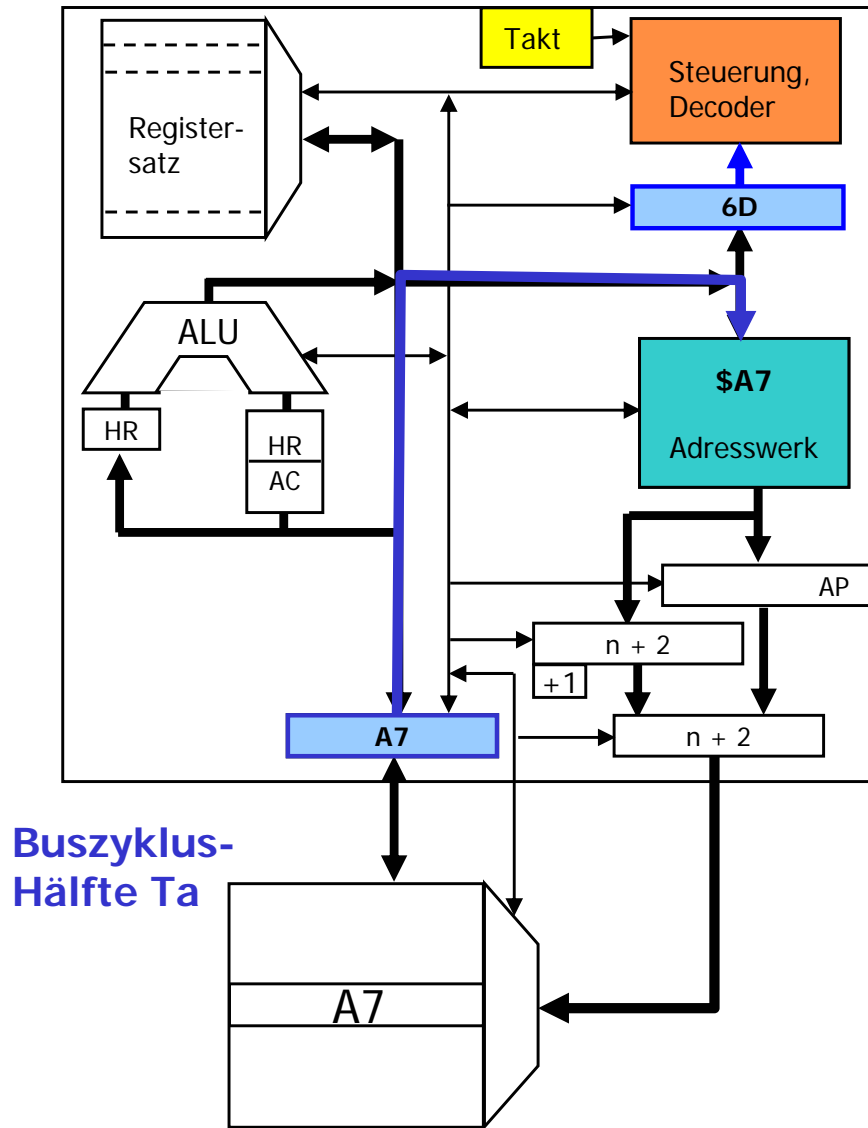 Takt
Steuerung,
Decoder
Register-
satz
6D
ALU
$A7
Adresswerk
HR
HR
AC
AP
n + 2
+1
A7
n + 2
Buszyklus-
Hälfte Ta
A7